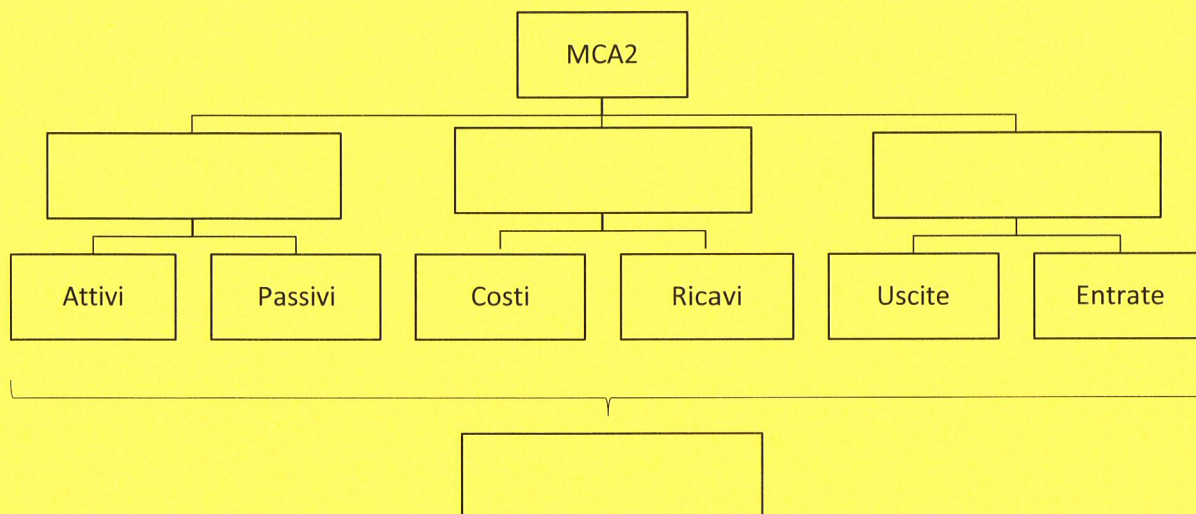 MCA2
Attivi
Passivi
Costi
Ricavi
Uscite
Entrate